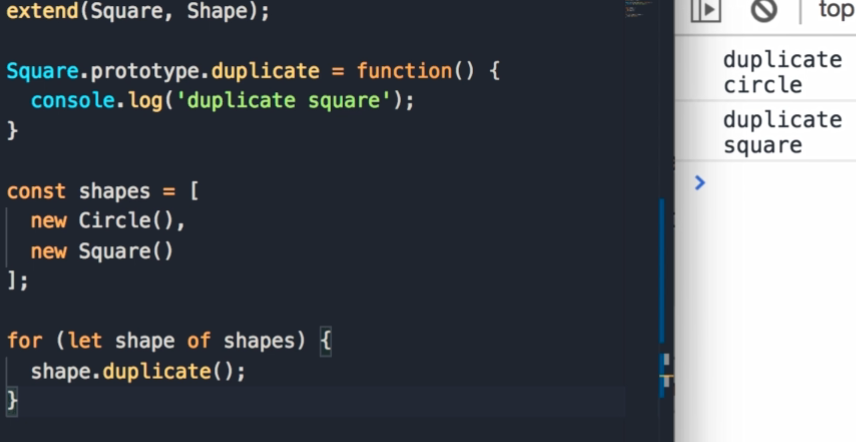 extend(Square, Shape);
Square.prototype.duplicate = function() {
console.log('duplicate square');
}
const shapes = [
new Circle(),
new Square()
];
for (let shape of shapes) {
shape.duplicate();
}
top
duplicate
circle
duplicate
square